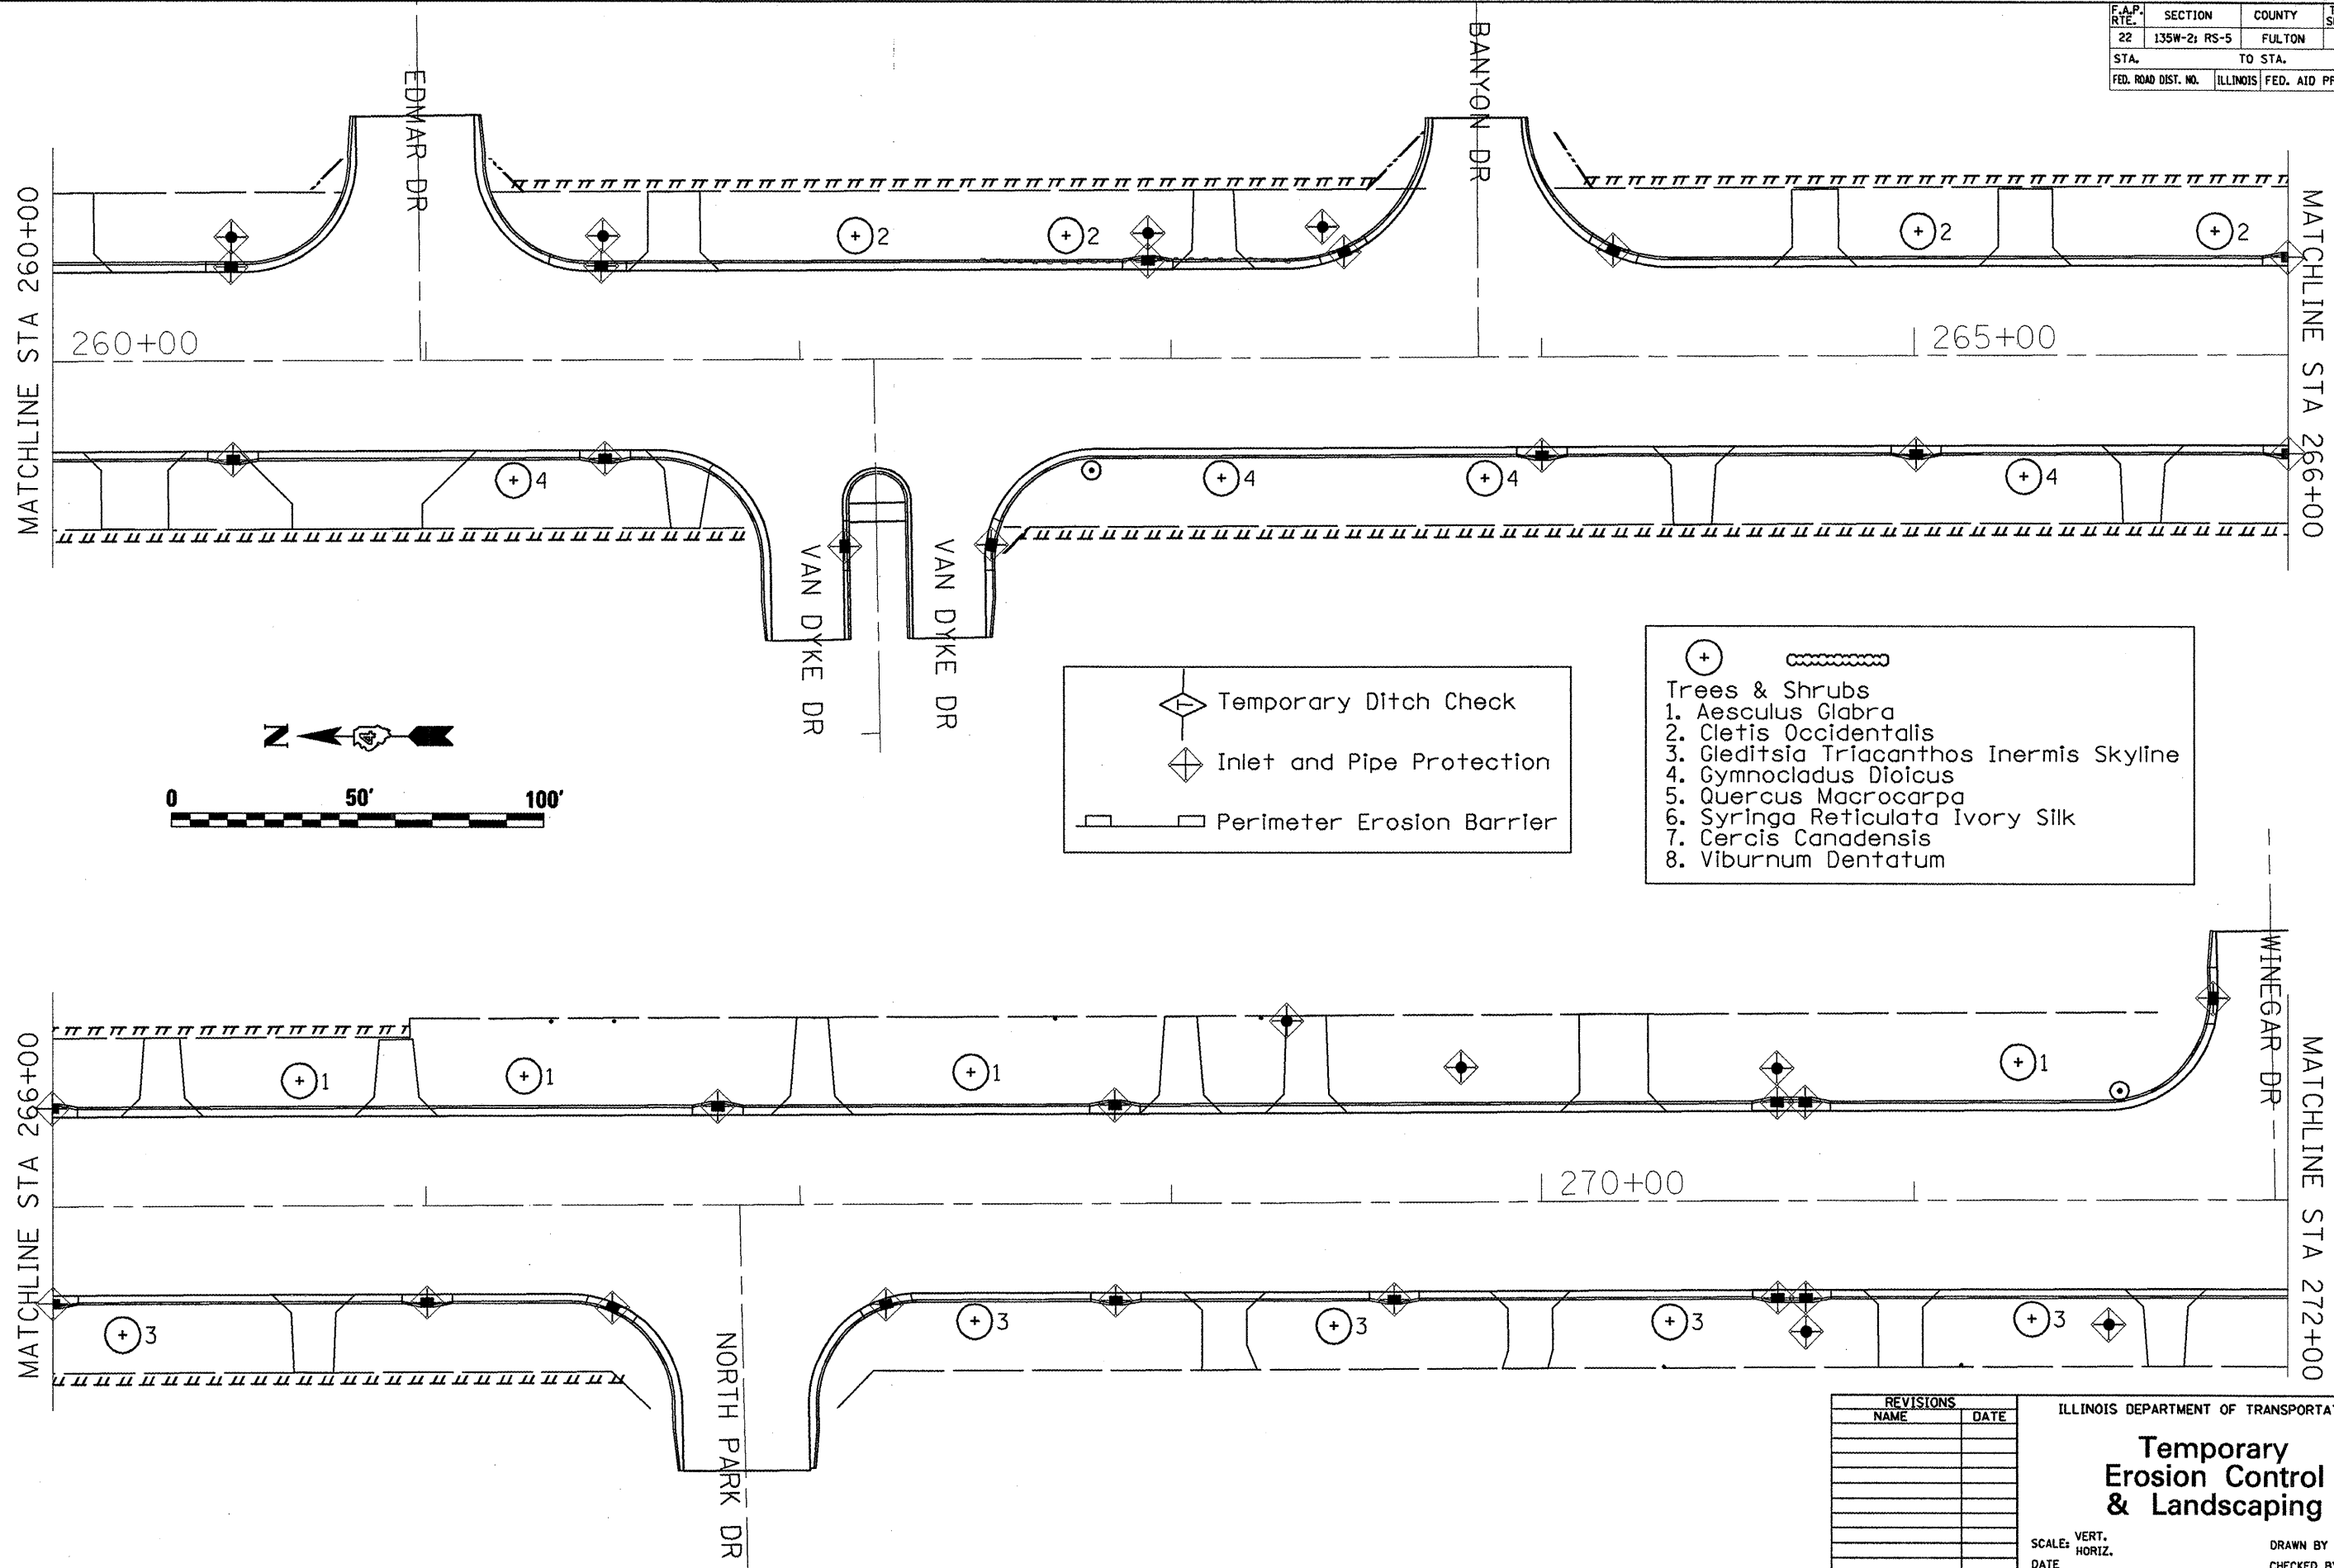 F.A.P. RTE. SECTION COUNTY
22 135W-2; RS-5 FULTON
STA. TO STA.
FED. ROAD DIST. NO. ILLINOIS FED. AID
EDMAR DR
BANYON DR
MATCHLINE STA 260+00
MATCHLINE STA 266+00
260+00
265+00
2
2
2
2
4
4
4
4
VAN DYKE DR
VAN DYKE DR
N
4
0 50' 100'
Temporary Ditch Check
Inlet and Pipe Protection
Perimeter Erosion Barrier
T
Trees & Shrubs
1. Aesculus Glabra
2. Cletis Occidentalis
3. Gleditsia Triacanthos Inermis Skyline
4. Gymnocladus Dioicus
5. Quercus Macrocarpa
6. Syringa Reticulata Ivory Silk
7. Cercis Canadensis
8. Viburnum Dentatum
WINEGAR DR
MATCHLINE STA 266+00
MATCHLINE STA 272+00
1
1
1
1
270+00
3
3
3
3
3
NORTH PARK DR
REVISIONS
NAME DATE
ILLINOIS DEPARTMENT OF TRANSPORTA
Temporary
Erosion Control
& Landscaping
SCALE: VERT. HORIZ.
DATE
DRAWN BY
CHECKED B